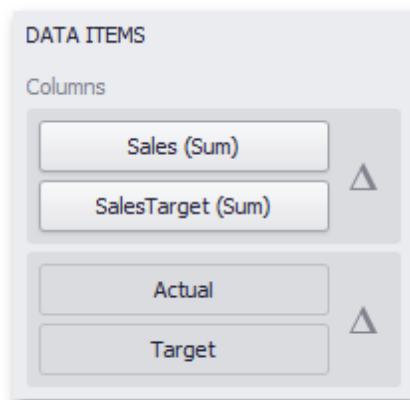 DATA ITEMS
Columns
Sales (Sum)
SalesTarget (Sum)
Δ
Actual
Target
Δ